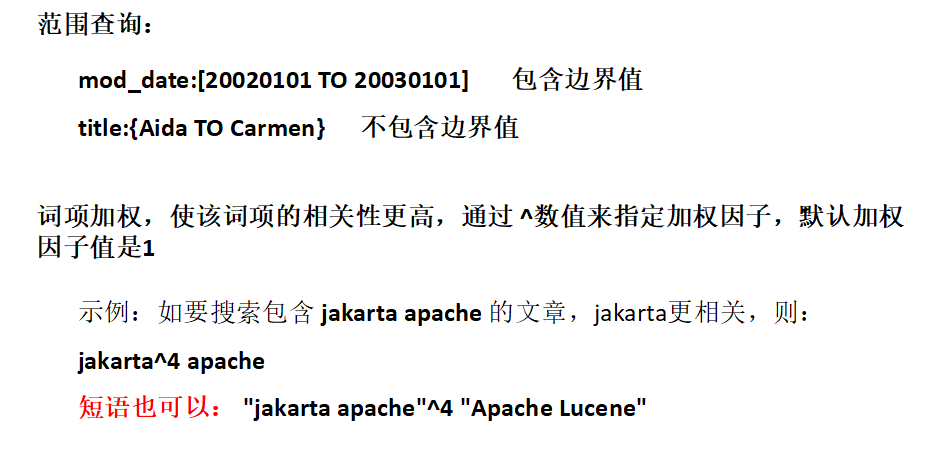 范围查询：
mod_date:[20020101 TO 20030101] 包含边界值
title:{Aida TO Carmen} 不包含边界值
词项加权，使该词项的相关性更高，通过 ^数值来指定加权因子，默认加权
因子值是1
示例：如要搜索包含 jakarta apache 的文章，jakarta更相关，则：
jakarta^4 apache
短语也可以： "jakarta apache"^4 "Apache Lucene"